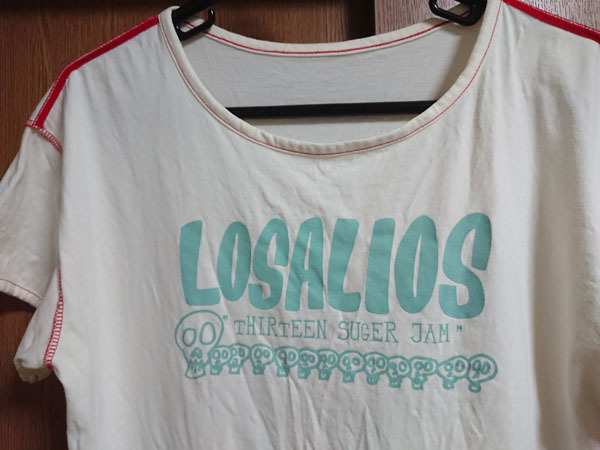 LOSALIOS
"THIRTEEN SUGER JAM"